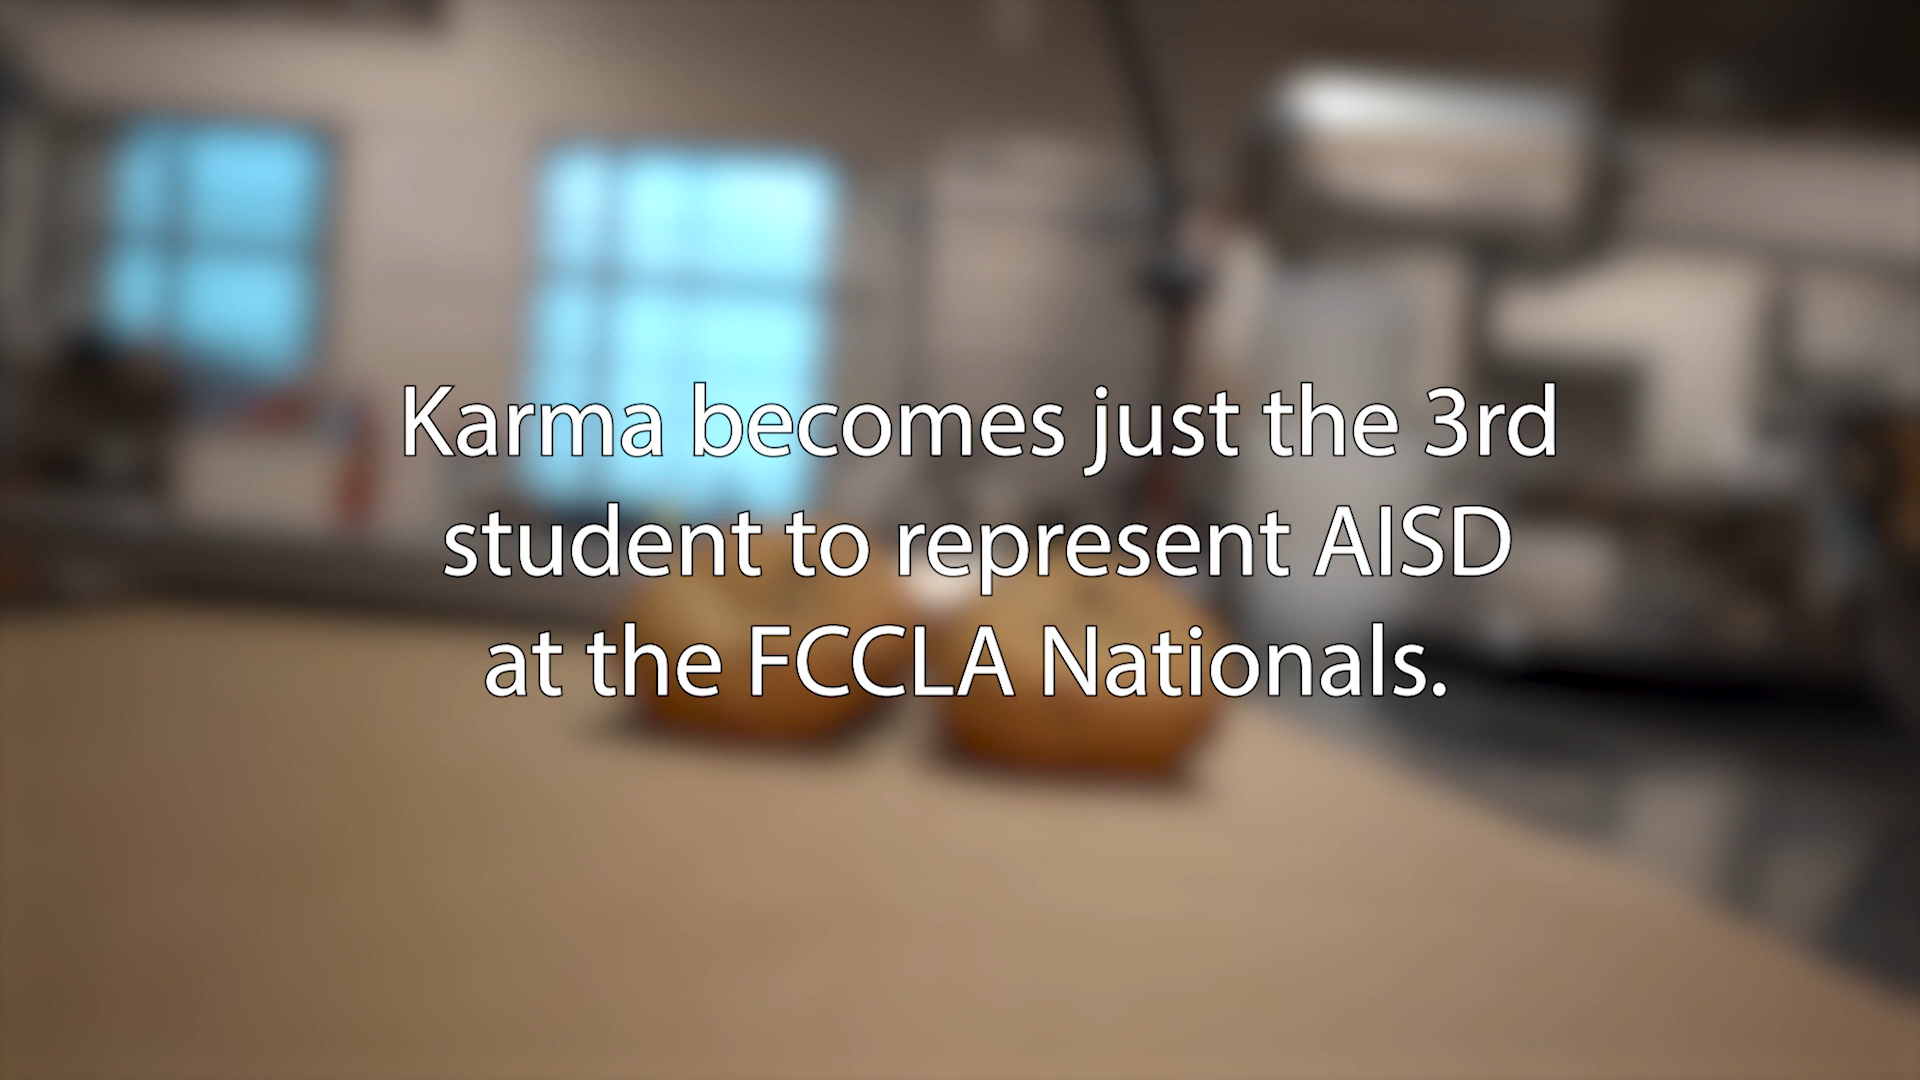 Karma becomes just the 3rd
student to represent AISD
at the FCCLA Nationals.